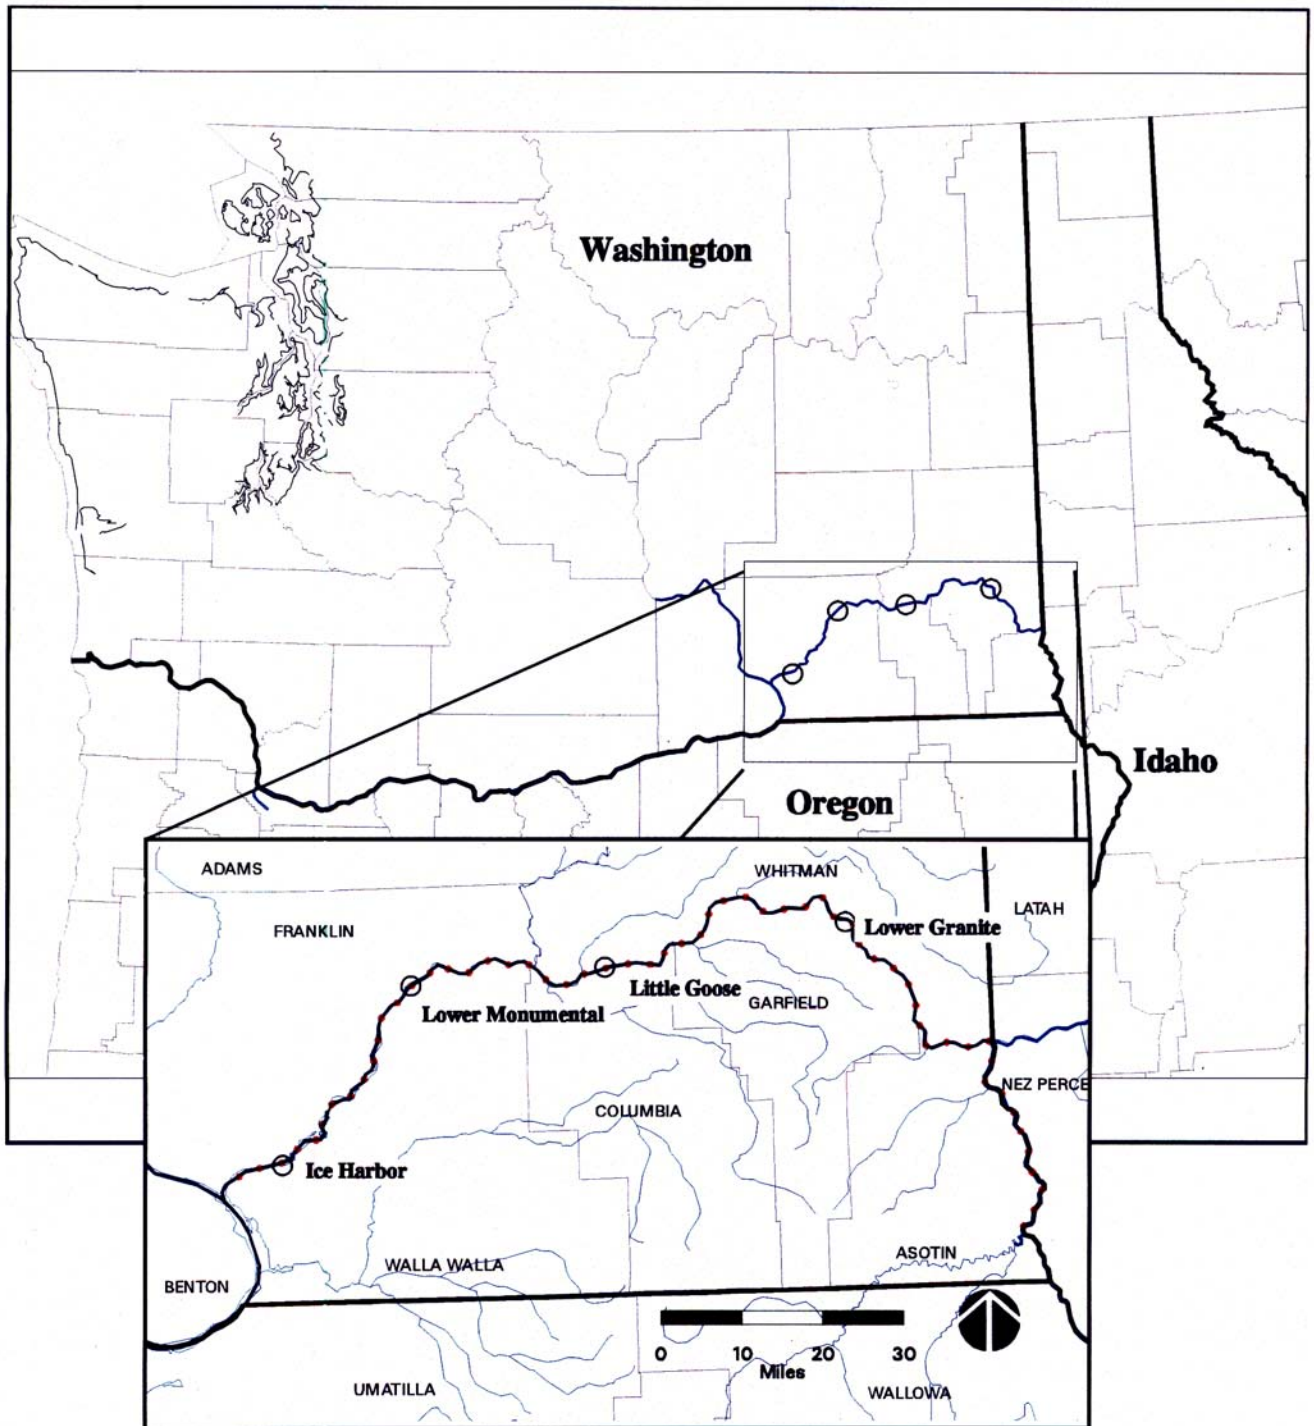 Washington
Idaho
Oregon
ADAMS
WHITMAN
LATAH
FRANKLIN
Lower Granite
Little Goose
GARFIELD
Lower Monumental
NEZ PERCE
COLUMBIA
Ice Harbor
ASOTIN
WALLA WALLA
BENTON
0 10 20 30
Miles
UMATILLA
WALLOWA